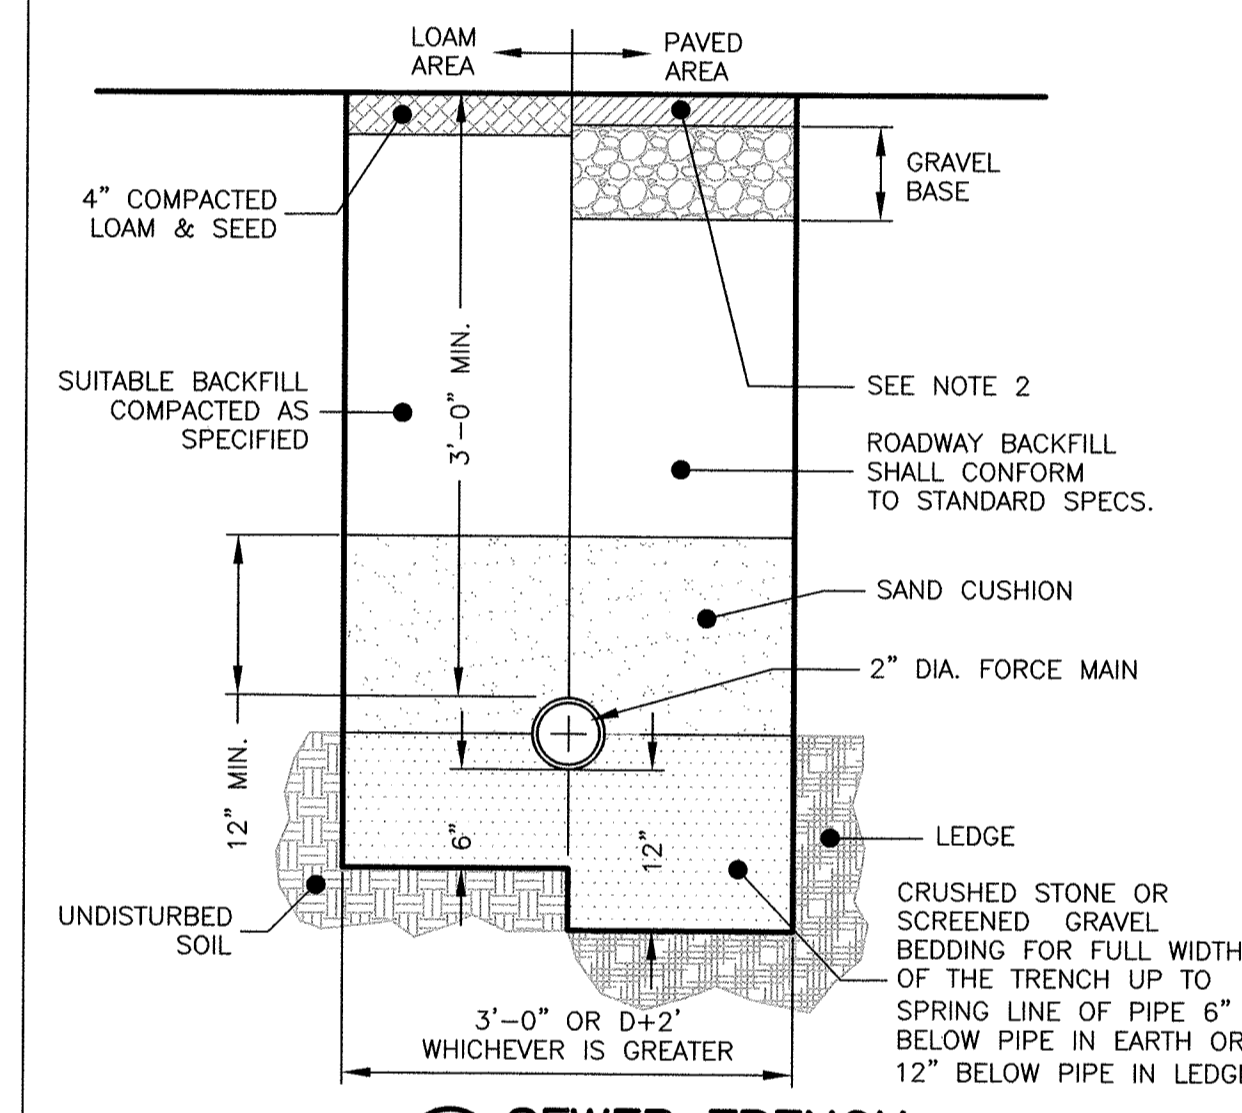 LOAM
AREA
PAVED
AREA
GRAVEL
BASE
4" COMPACTED
LOAM & SEED
3'-0" MIN.
SUITABLE BACKFILL
COMPACTED AS
SPECIFIED
SEE NOTE 2
ROADWAY BACKFILL
SHALL CONFORM
TO STANDARD SPECS.
SAND CUSHION
2" DIA. FORCE MAIN
12" MIN.
6"
12"
LEDGE
UNDISTURBED
SOIL
CRUSHED STONE OR
SCREENED GRAVEL
BEDDING FOR FULL WIDTH
OF THE TRENCH UP TO
SPRING LINE OF PIPE 6"
BELOW PIPE IN EARTH OR
12" BELOW PIPE IN LEDGE
3'-0" OR D+2'
WHICHEVER IS GREATER
SEWER TRENCH